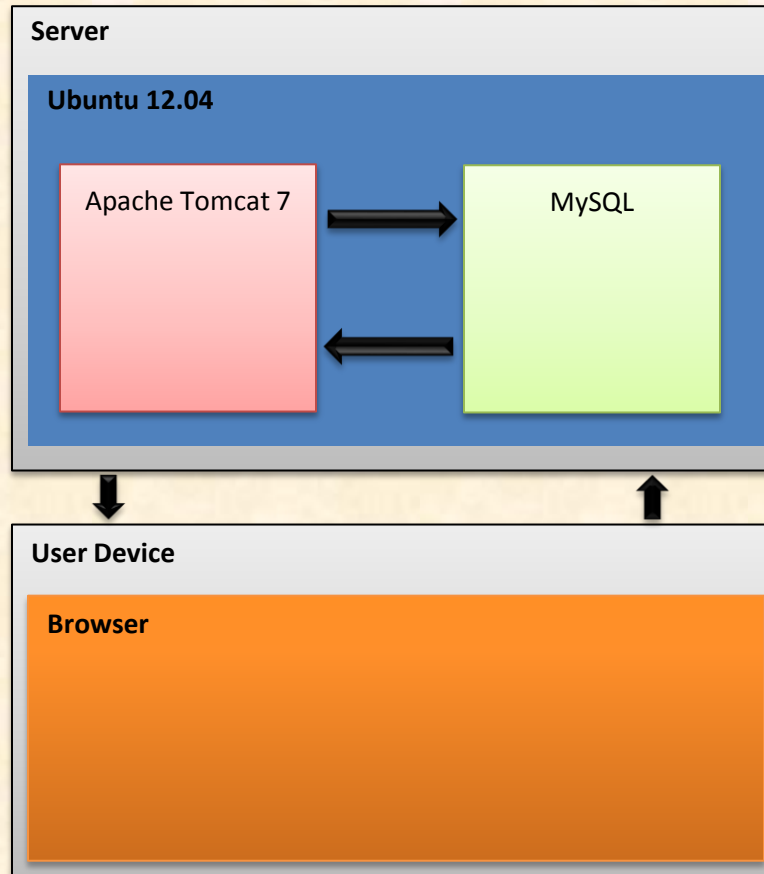 Server
Ubuntu 12.04
Apache Tomcat 7
MySQL
User Device
Browser